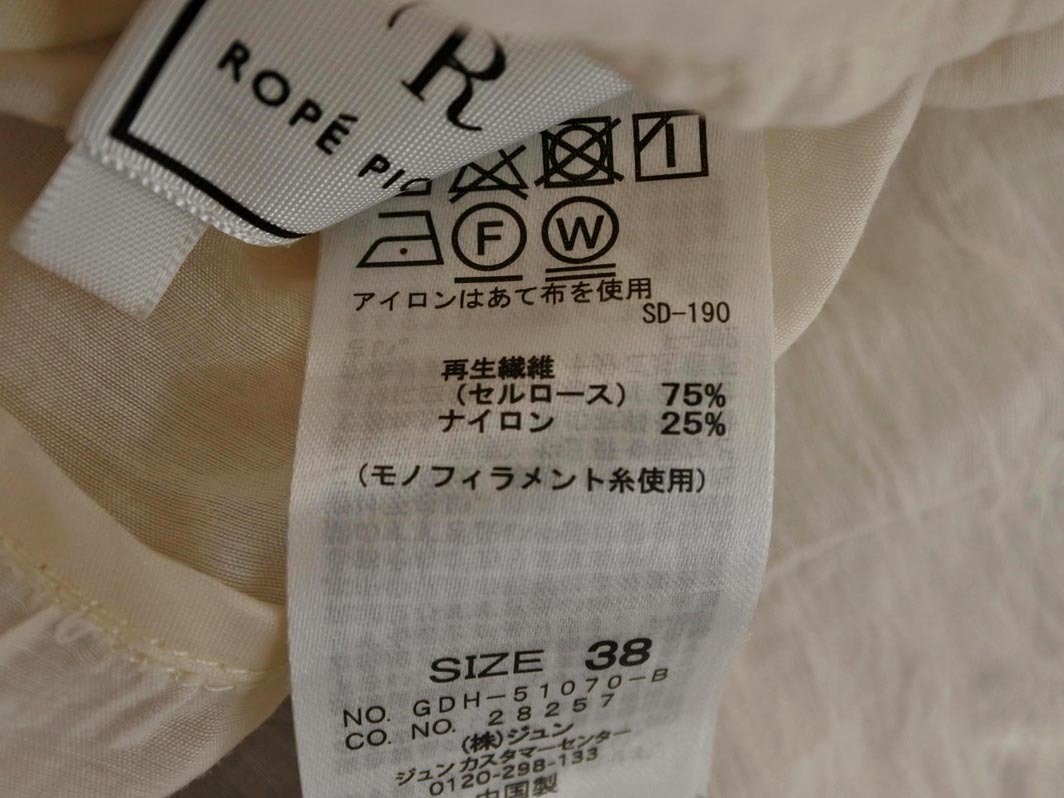 R
ROPÉ
F W
アイロンはあて布を使用
SD-190
再生繊維
(セルロース) 75%
ナイロン 25%
(モノフィラメント糸使用)
SIZE 38
NO. GDH-51070-B
CO. NO. 28257
(株)ジュン
ジュンカスタマーセンター
0120-298-133
中国製